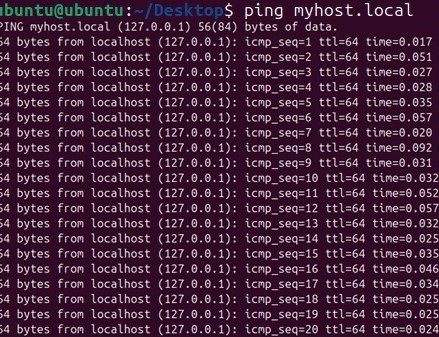 ubuntu@ubuntu:~/Desktop$ ping myhost.local
PING myhost.local (127.0.0.1) 56(84) bytes of data.
64 bytes from localhost (127.0.0.1): icmp_seq=1 ttl=64 time=0.017
64 bytes from localhost (127.0.0.1): icmp_seq=2 ttl=64 time=0.051
64 bytes from localhost (127.0.0.1): icmp_seq=3 ttl=64 time=0.027
64 bytes from localhost (127.0.0.1): icmp_seq=4 ttl=64 time=0.028
64 bytes from localhost (127.0.0.1): icmp_seq=5 ttl=64 time=0.035
64 bytes from localhost (127.0.0.1): icmp_seq=6 ttl=64 time=0.057
64 bytes from localhost (127.0.0.1): icmp_seq=7 ttl=64 time=0.020
64 bytes from localhost (127.0.0.1): icmp_seq=8 ttl=64 time=0.092
64 bytes from localhost (127.0.0.1): icmp_seq=9 ttl=64 time=0.031
64 bytes from localhost (127.0.0.1): icmp_seq=10 ttl=64 time=0.032
64 bytes from localhost (127.0.0.1): icmp_seq=11 ttl=64 time=0.052
64 bytes from localhost (127.0.0.1): icmp_seq=12 ttl=64 time=0.057
64 bytes from localhost (127.0.0.1): icmp_seq=13 ttl=64 time=0.032
64 bytes from localhost (127.0.0.1): icmp_seq=14 ttl=64 time=0.025
64 bytes from localhost (127.0.0.1): icmp_seq=15 ttl=64 time=0.035
64 bytes from localhost (127.0.0.1): icmp_seq=16 ttl=64 time=0.046
64 bytes from localhost (127.0.0.1): icmp_seq=17 ttl=64 time=0.034
64 bytes from localhost (127.0.0.1): icmp_seq=18 ttl=64 time=0.025
64 bytes from localhost (127.0.0.1): icmp_seq=19 ttl=64 time=0.025
64 bytes from localhost (127.0.0.1): icmp_seq=20 ttl=64 time=0.024